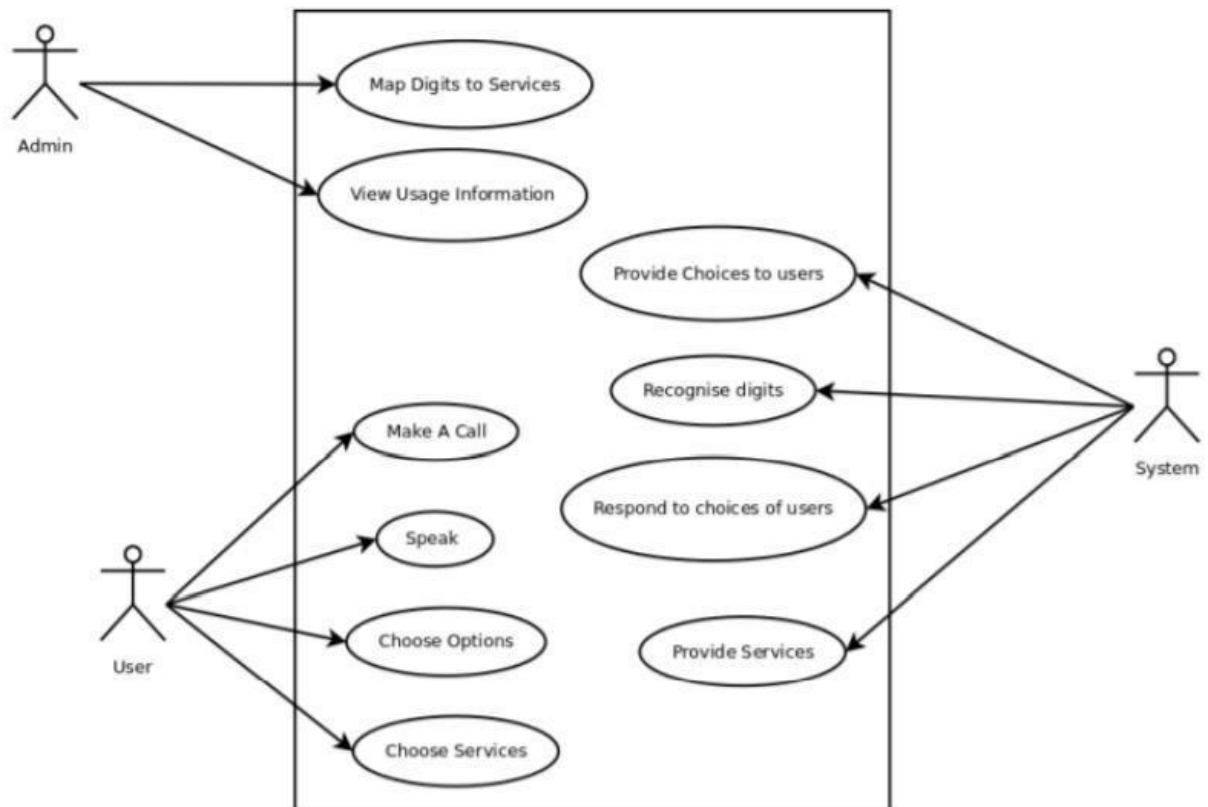 Map Digits to Services
Admin
View Usage Information
Provide Choices to users
Recognise digits
Make A Call
System
Respond to choices of users
Speak
Choose Options
Provide Services
User
Choose Services